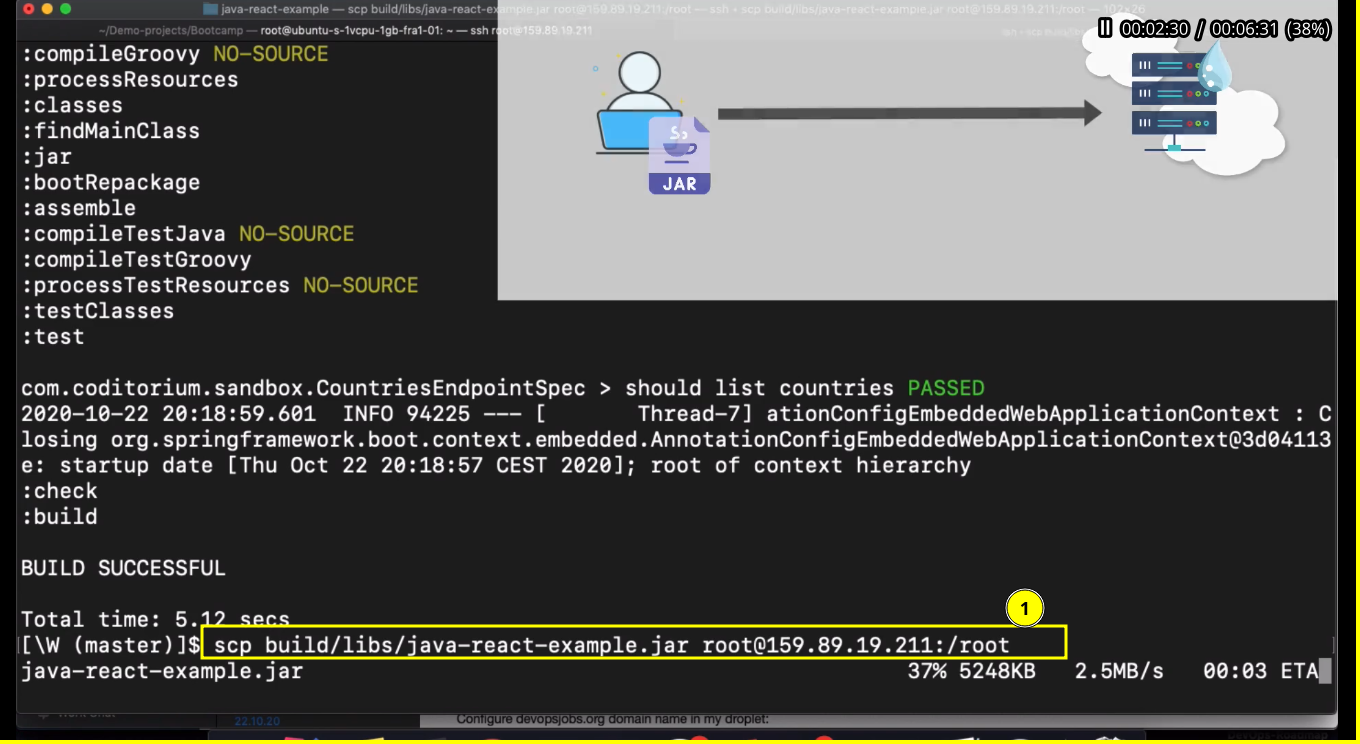 java-react-example — scp build/libs/java-react-example.jar root@159.89.19.211:/root — ssh • scp build/libs/java-react-example.jar root@159.89.19.211:/root — 102×26
~/Demo-projects/Bootcamp — root@ubuntu-s-1vcpu-1gb-fra1-01: ~ — ssh root@159.89.19.211
00:02:30 / 00:06:31 (38%)
:compileGroovy NO-SOURCE
:processResources
:classes
:findMainClass
:jar
:bootRepackage
:assemble
:compileTestJava NO-SOURCE
:compileTestGroovy
:processTestResources NO-SOURCE
:testClasses
:test
JAR
com.coditorium.sandbox.CountriesEndpointSpec > should list countries PASSED
2020-10-22 20:18:59.601  INFO 94225 --- [       Thread-7] ationConfigEmbeddedWebApplicationContext : C
losing org.springframework.boot.context.embedded.AnnotationConfigEmbeddedWebApplicationContext@3d04113
e: startup date [Thu Oct 22 20:18:57 CEST 2020]; root of context hierarchy
:check
:build
BUILD SUCCESSFUL
Total time: 5.12 secs
1
[\W (master)]$ scp build/libs/java-react-example.jar root@159.89.19.211:/root
java-react-example.jar 37% 5248KB 2.5MB/s 00:03 ETA
22.10.20
Configure devopsjobs.org domain name in my droplet: